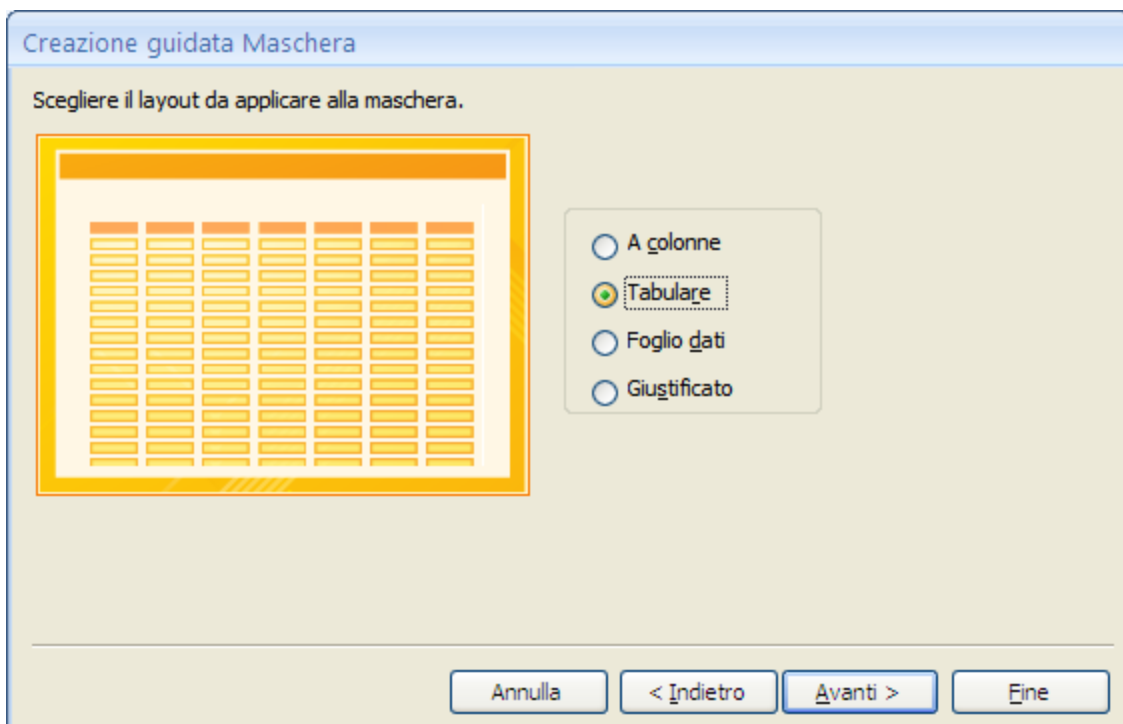 Creazione guidata Maschera
Scegliere il layout da applicare alla maschera.
A colonne
Tabulare
Foglio dati
Giustificato
Annulla
< Indietro
Avanti >
Fine